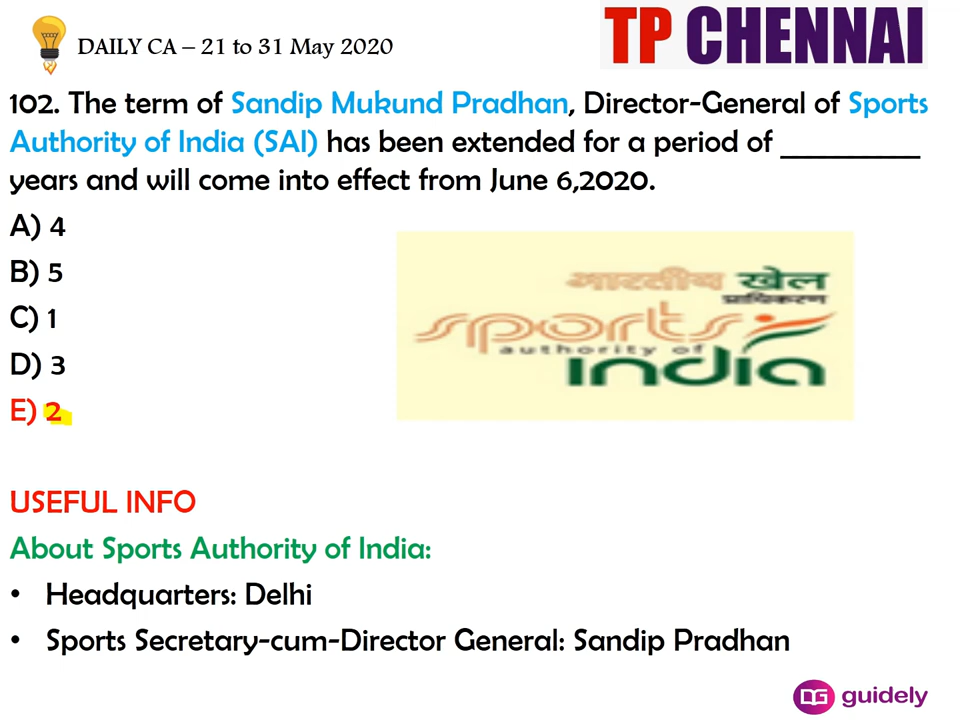 DAILY CA – 21 to 31 May 2020
TP CHENNAI
102. The term of Sandip Mukund Pradhan, Director-General of Sports
Authority of India (SAI) has been extended for a period of __________
years and will come into effect from June 6,2020.
A) 4
B) 5
C) 1
D) 3
E) 2
भारतीय खेल
प्राधिकरण
sports
authority of
india
USEFUL INFO
About Sports Authority of India:
• Headquarters: Delhi
• Sports Secretary-cum-Director General: Sandip Pradhan
guidely